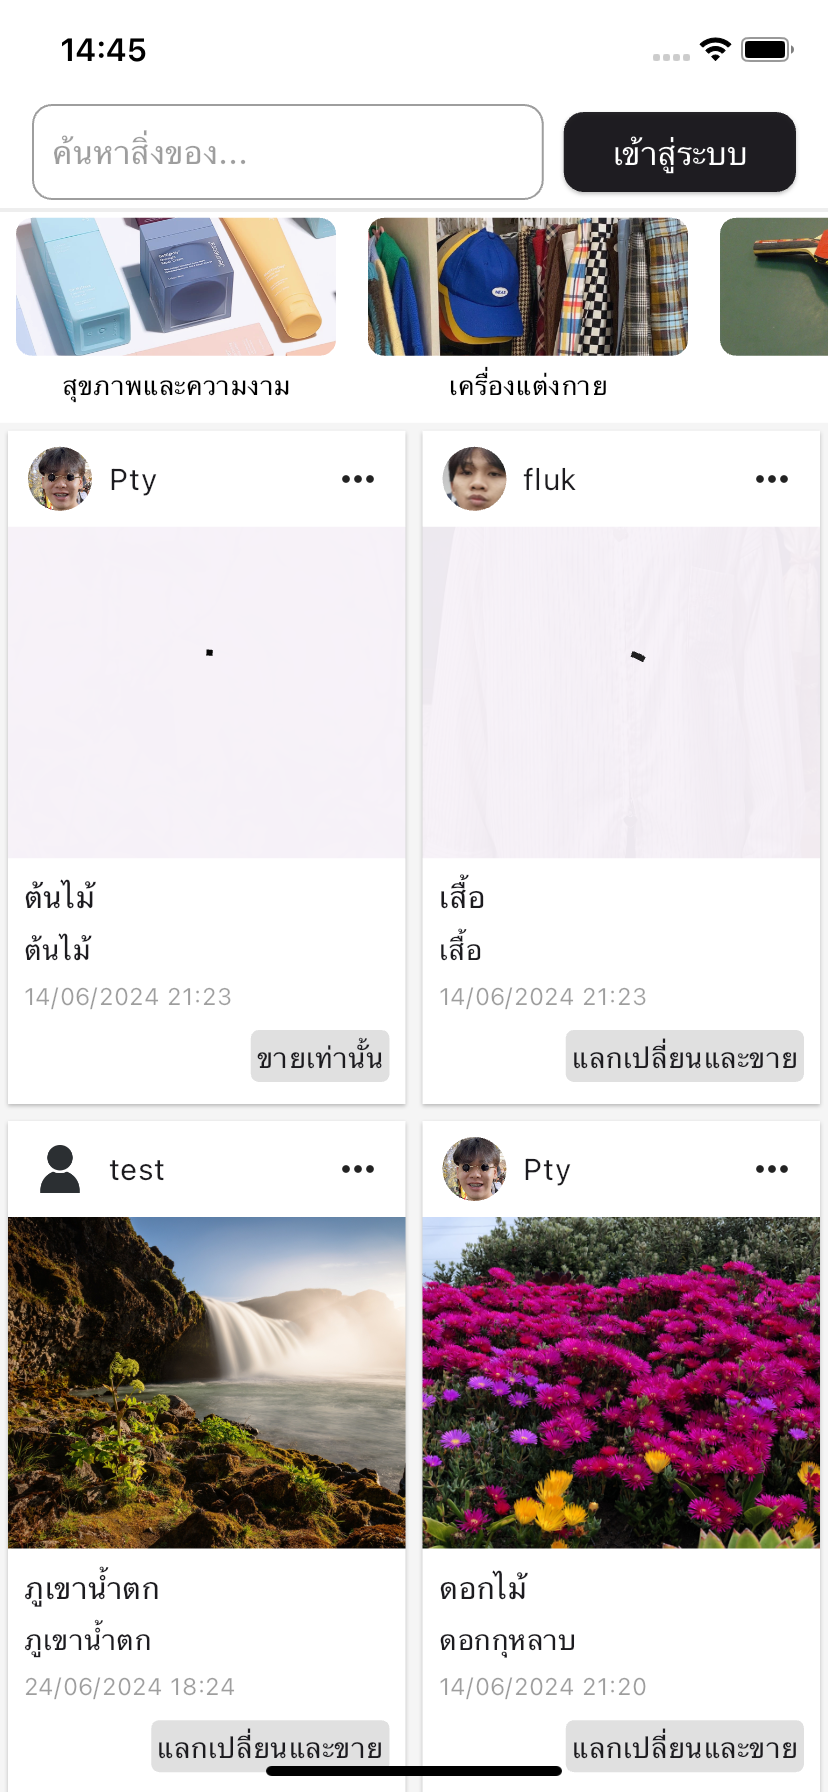 14:45
ค้นหาสิ่งของ...
เข้าสู่ระบบ
สุขภาพและความงาม
เครื่องแต่งกาย
Pty
fluk
ต้นไม้
ต้นไม้
14/06/2024 21:23
ขายเท่านั้น
เสื้อ
เสื้อ
14/06/2024 21:23
แลกเปลี่ยนและขาย
test
Pty
ภูเขาน้ำตก
ภูเขาน้ำตก
24/06/2024 18:24
แลกเปลี่ยนและขาย
ดอกไม้
ดอกกุหลาบ
14/06/2024 21:20
แลกเปลี่ยนและขาย